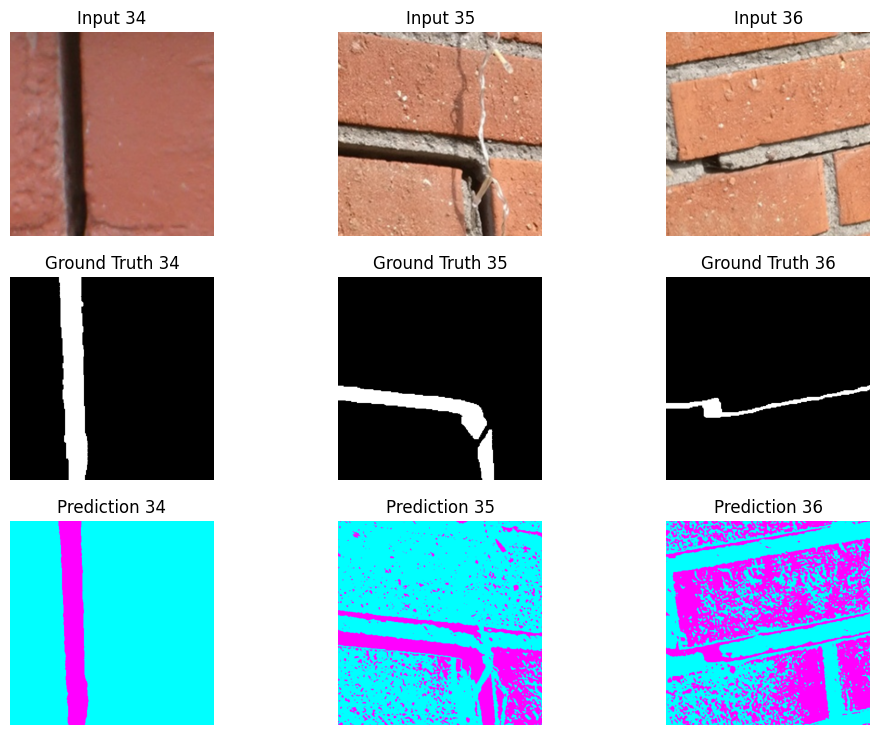 Input 34
Input 35
Input 36
Ground Truth 34
Ground Truth 35
Ground Truth 36
Prediction 34
Prediction 35
Prediction 36